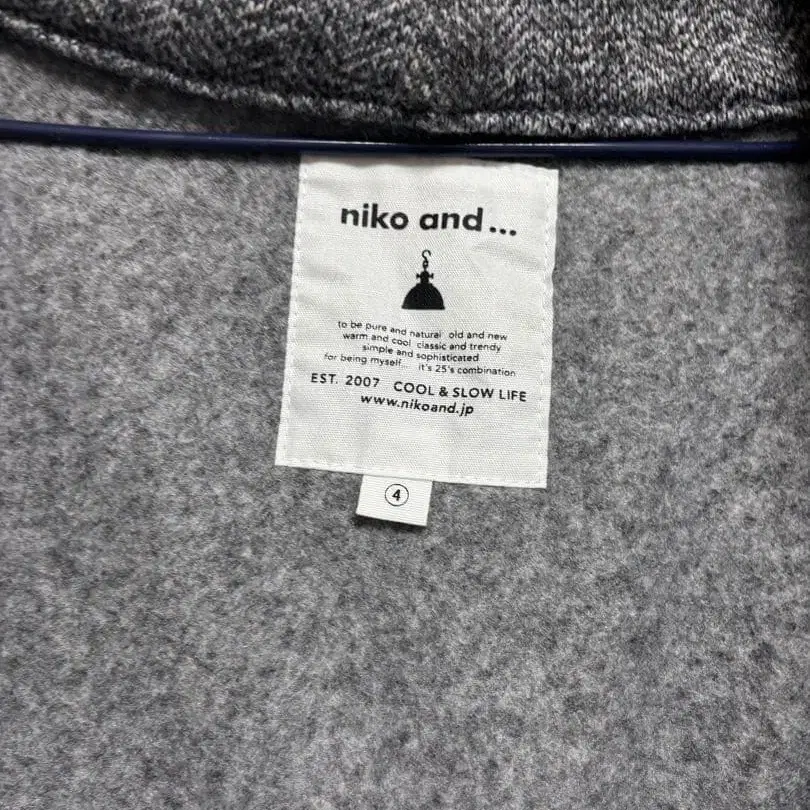 niko and...
to be pure and natural old and new
warm and cool classic and trendy
simple and sophisticated
for being myself... it's 25's combination
EST. 2007 COOL & SLOW LIFE
www.nikoand.jp
4